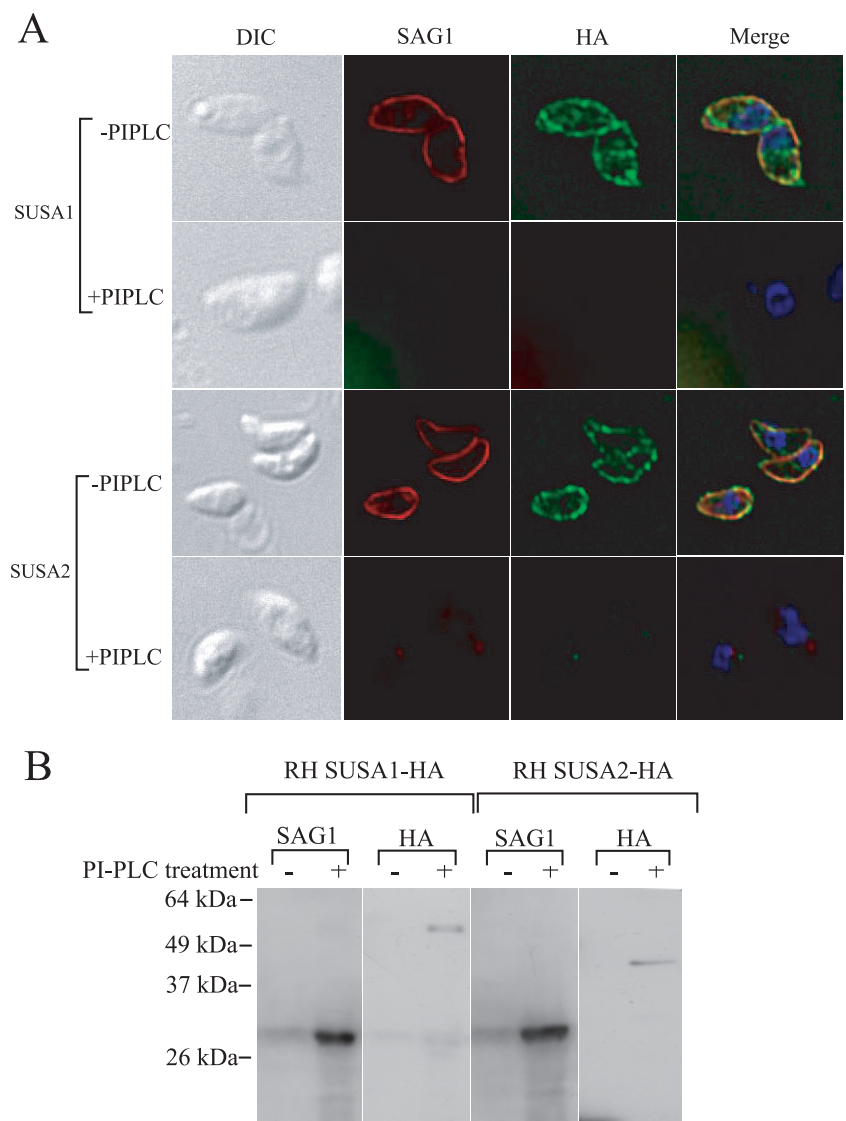 A
DIC SAG1 HA Merge
-PIPLC
SUSA1
+PIPLC
-PIPLC
SUSA2
+PIPLC
B
RH SUSA1-HA RH SUSA2-HA
SAG1 HA SAG1 HA
PI-PLC treatment - + - + - + - +
64 kDa
49 kDa
37 kDa
26 kDa